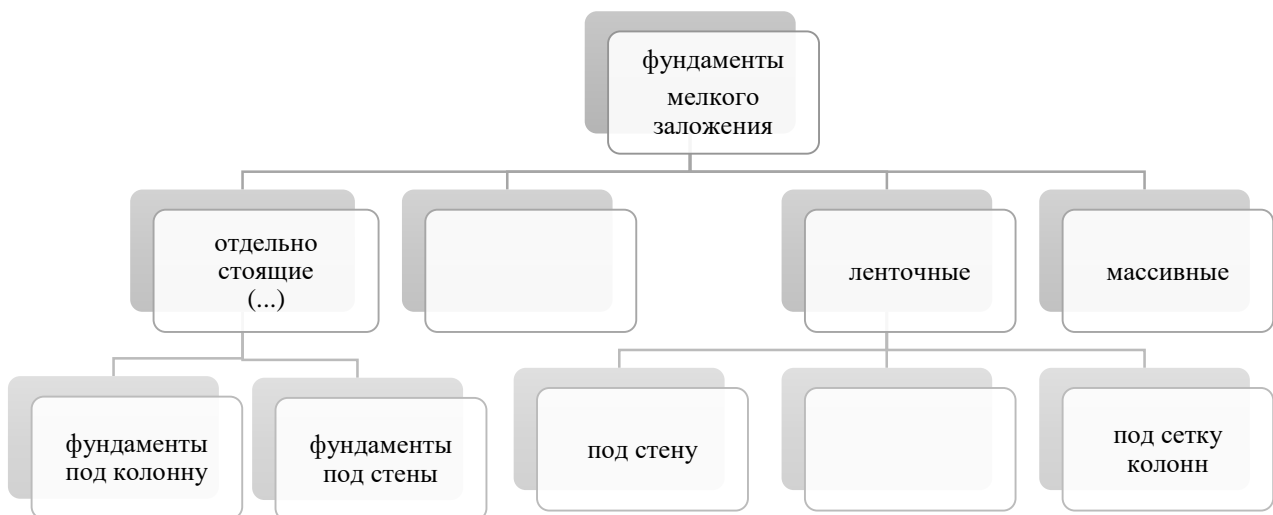 фундаменты
мелкого
заложения
отдельно
стоящие
(...)
ленточные
массивные
фундаменты
под колонну
фундаменты
под стены
под стену
под сетку
колонн